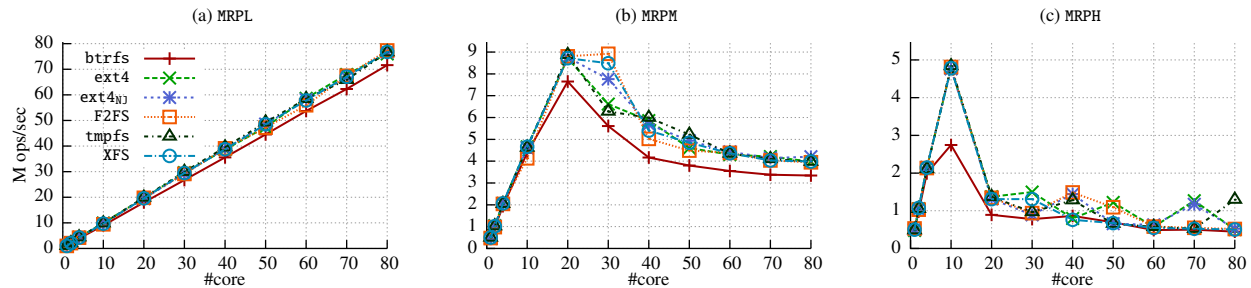 (a) MRPL
(b) MRPM
(c) MRPH
M ops/sec
80
70
60
50
40
30
20
10
0
btrfs
ext4
ext4NJ
F2FS
tmpfs
XFS
0 10 20 30 40 50 60 70 80
#core
9
8
7
6
5
4
3
2
1
0
0 10 20 30 40 50 60 70 80
#core
5
4
3
2
1
0
0 10 20 30 40 50 60 70 80
#core